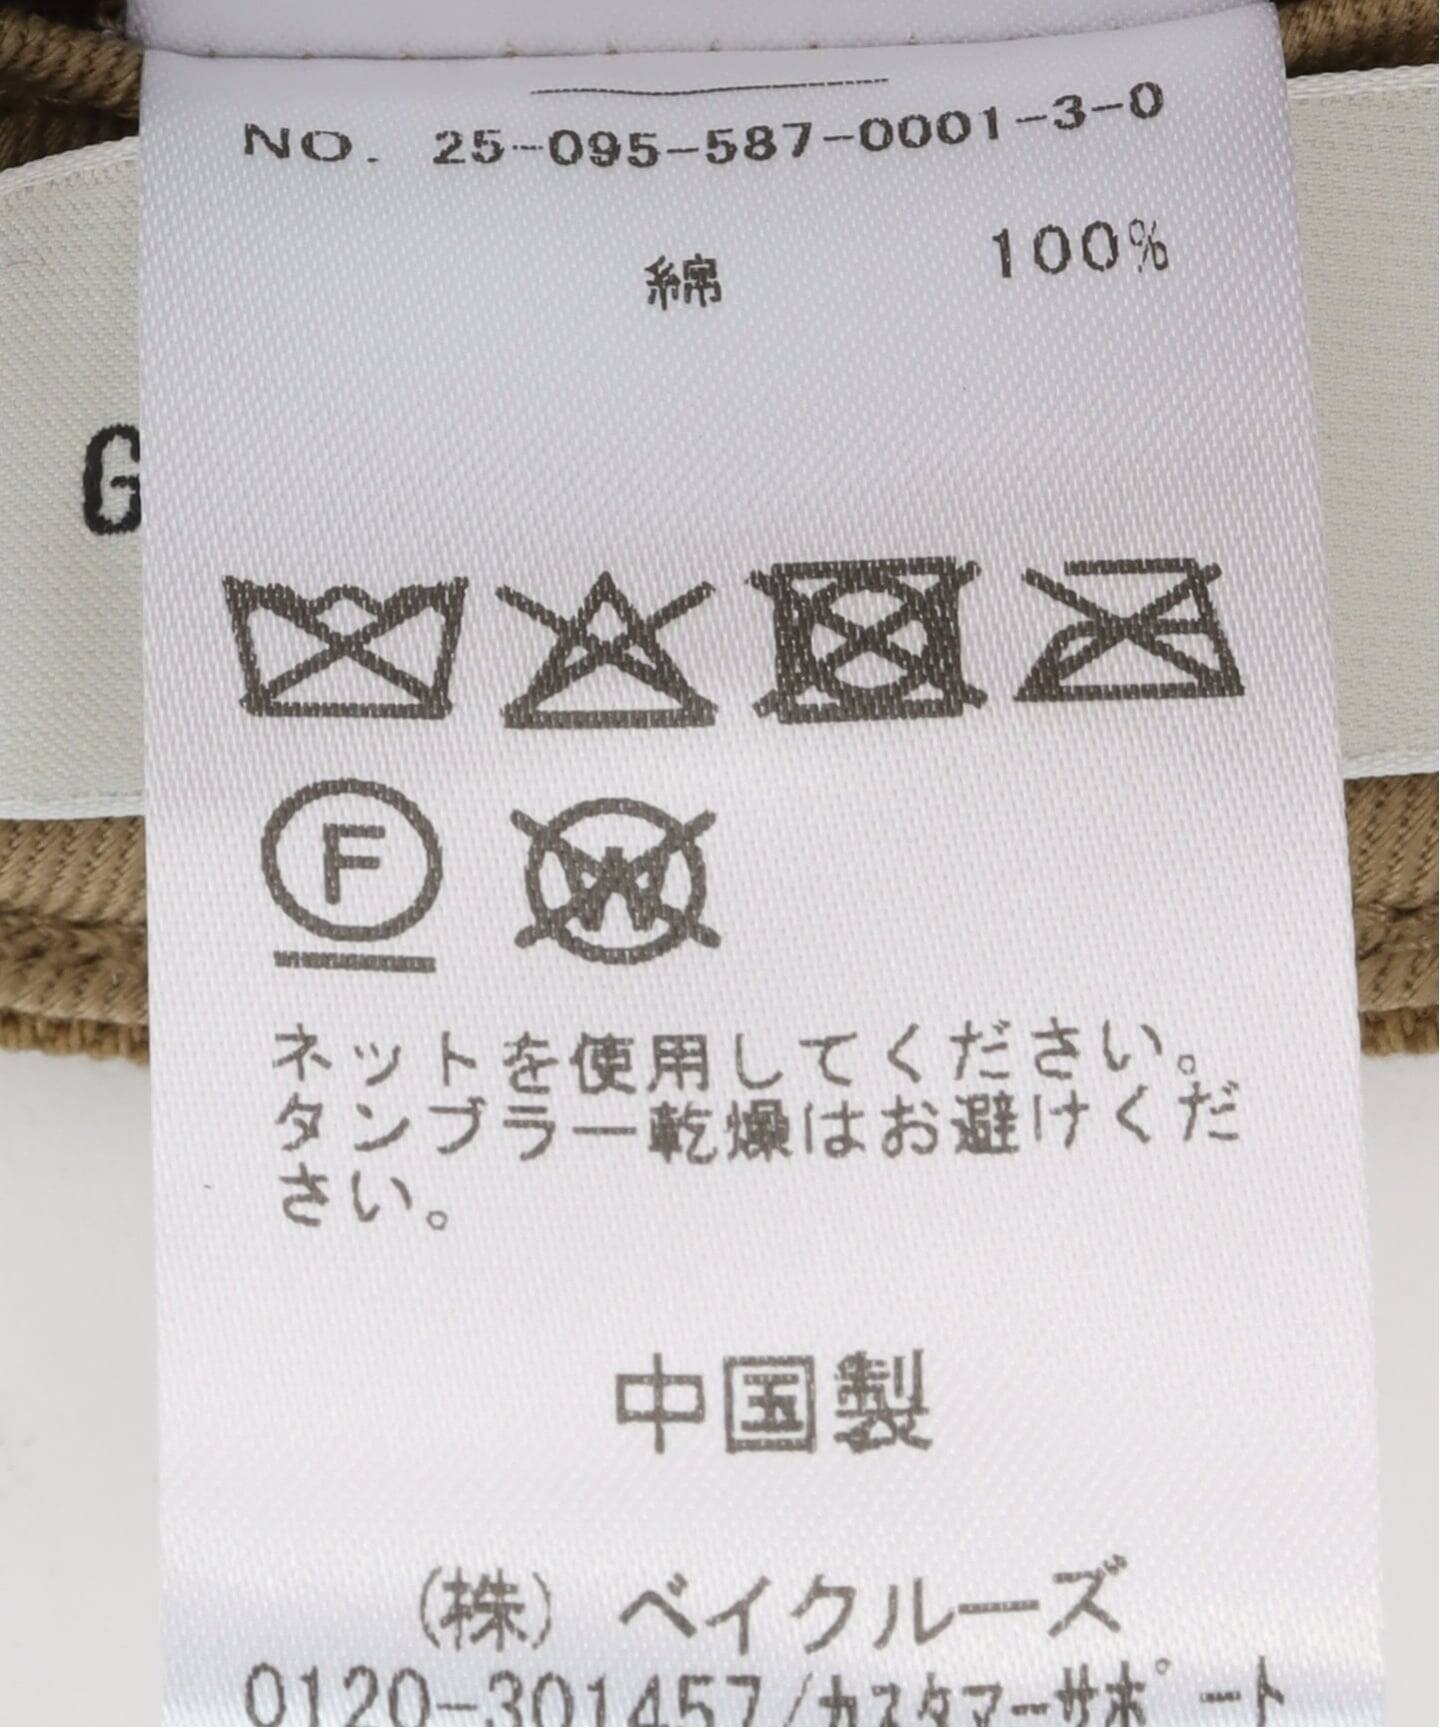 NO. 25-095-587-0001-3-0
綿 100%
G
F
W
ネットを使用してください。
タンブラー乾燥はお避けくだ
さい。
中国製
(株) ベイクルーズ
0120-301457/カスタマーサポート